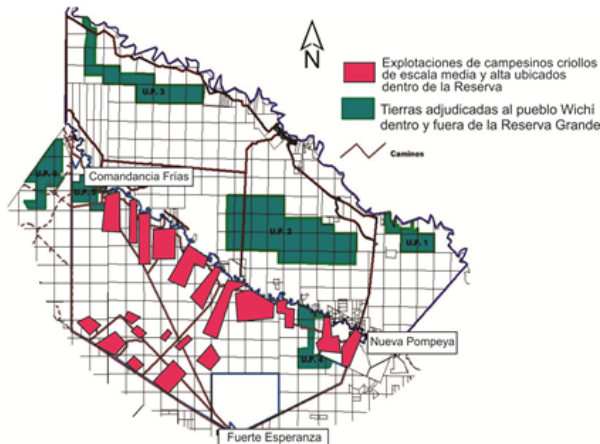 N
Explotaciones de campesinos criollos
de escala media y alta ubicados
dentro de la Reserva
Tierras adjudicadas al pueblo Wichí
dentro y fuera de la Reserva Grande
Caminos
U.P. 3
Comandancia Frías
U.P. 6
U.P. 2
U.P. 1
Nueva Pompeya
U.P. 4
Fuerte Esperanza